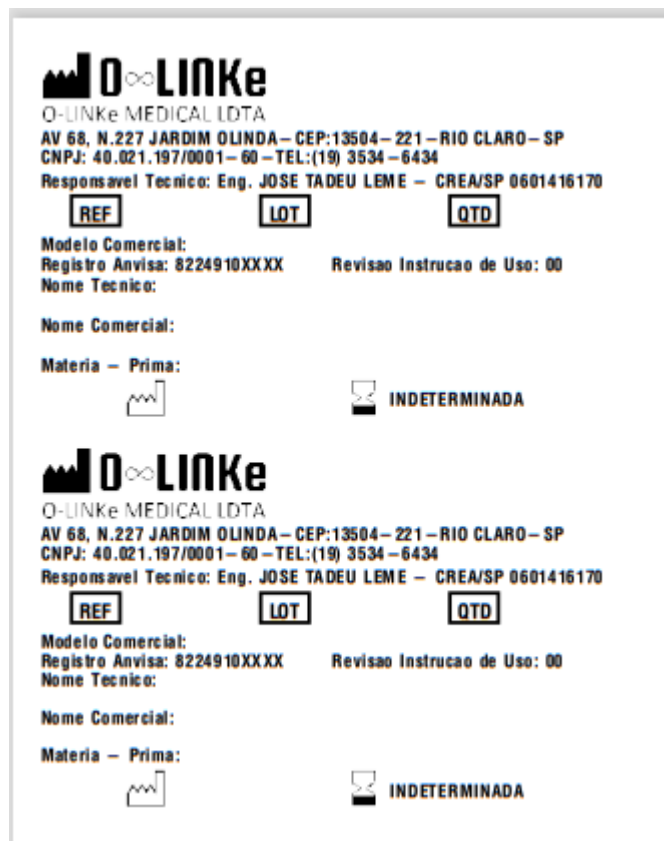 O∞LINKe
O-LINKe MEDICAL LDTA
AV 68, N.227 JARDIM OLINDA – CEP:13504 – 221 – RIO CLARO – SP
CNPJ: 40.021.197/0001 – 60 – TEL:(19) 3534 – 6434
Responsavel Tecnico: Eng. JOSE TADEU LEME – CREA/SP 0601416170
REF LOT QTD
Modelo Comercial:
Registro Anvisa: 8224910XXXX Revisao Instrucao de Uso: 00
Nome Tecnico:
Nome Comercial:
Materia – Prima:
INDETERMINADA
O∞LINKe
O-LINKe MEDICAL LDTA
AV 68, N.227 JARDIM OLINDA – CEP:13504 – 221 – RIO CLARO – SP
CNPJ: 40.021.197/0001 – 60 – TEL:(19) 3534 – 6434
Responsavel Tecnico: Eng. JOSE TADEU LEME – CREA/SP 0601416170
REF LOT QTD
Modelo Comercial:
Registro Anvisa: 8224910XXXX Revisao Instrucao de Uso: 00
Nome Tecnico:
Nome Comercial:
Materia – Prima:
INDETERMINADA